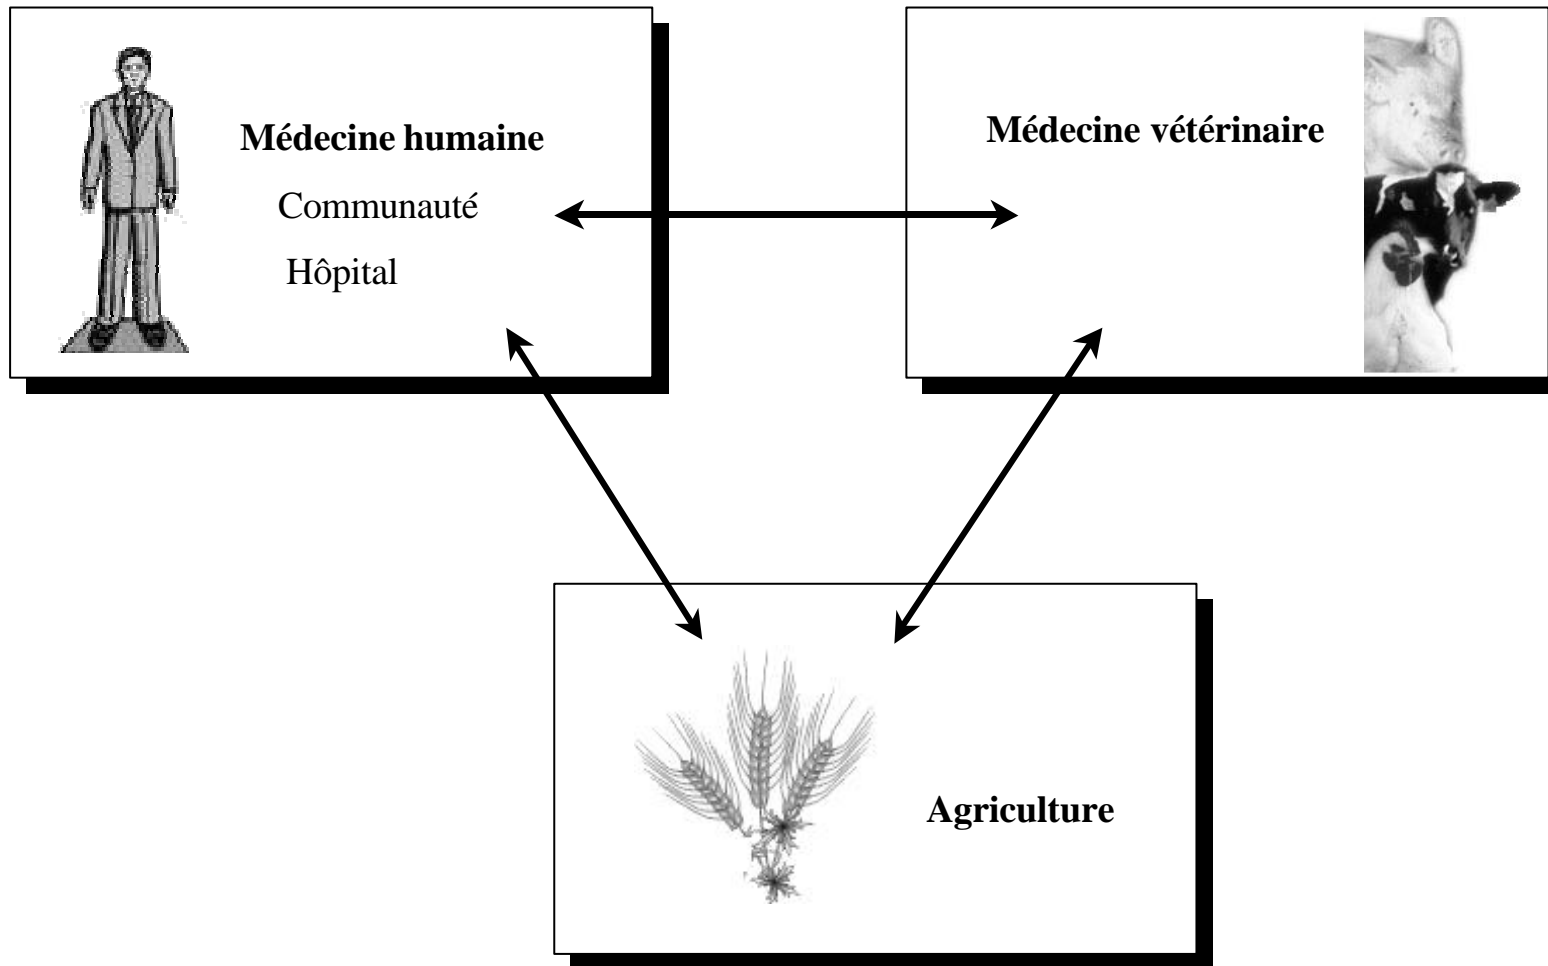 Médecine humaine
Communauté
Hôpital
Médecine vétérinaire
Agriculture